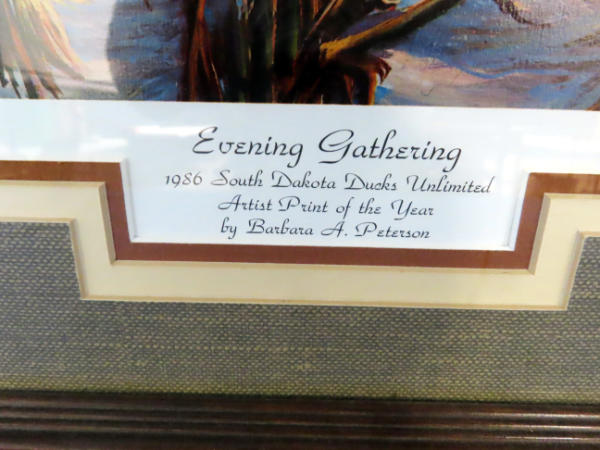 Evening Gathering
1986 South Dakota Ducks Unlimited
Artist Print of the Year
by Barbara A. Peterson